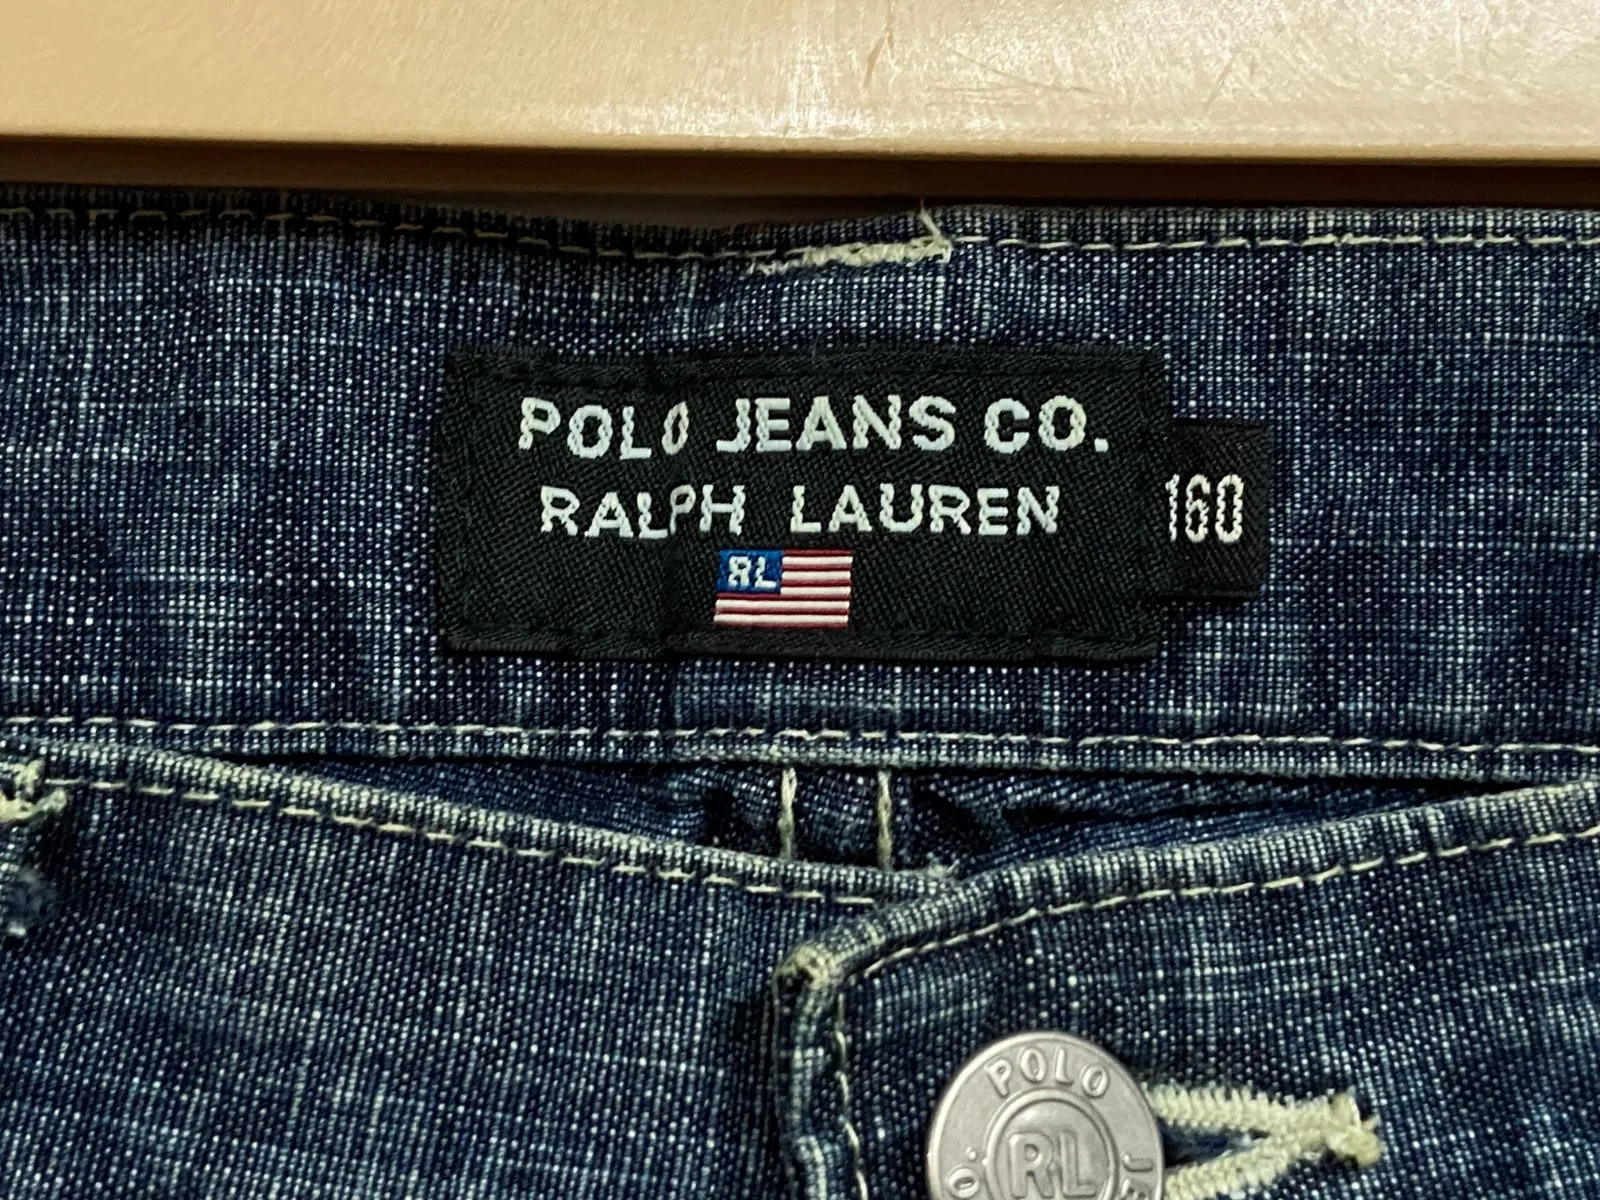 POLO JEANS CO.
160
RALPH LAUREN
RL
POLO
RL